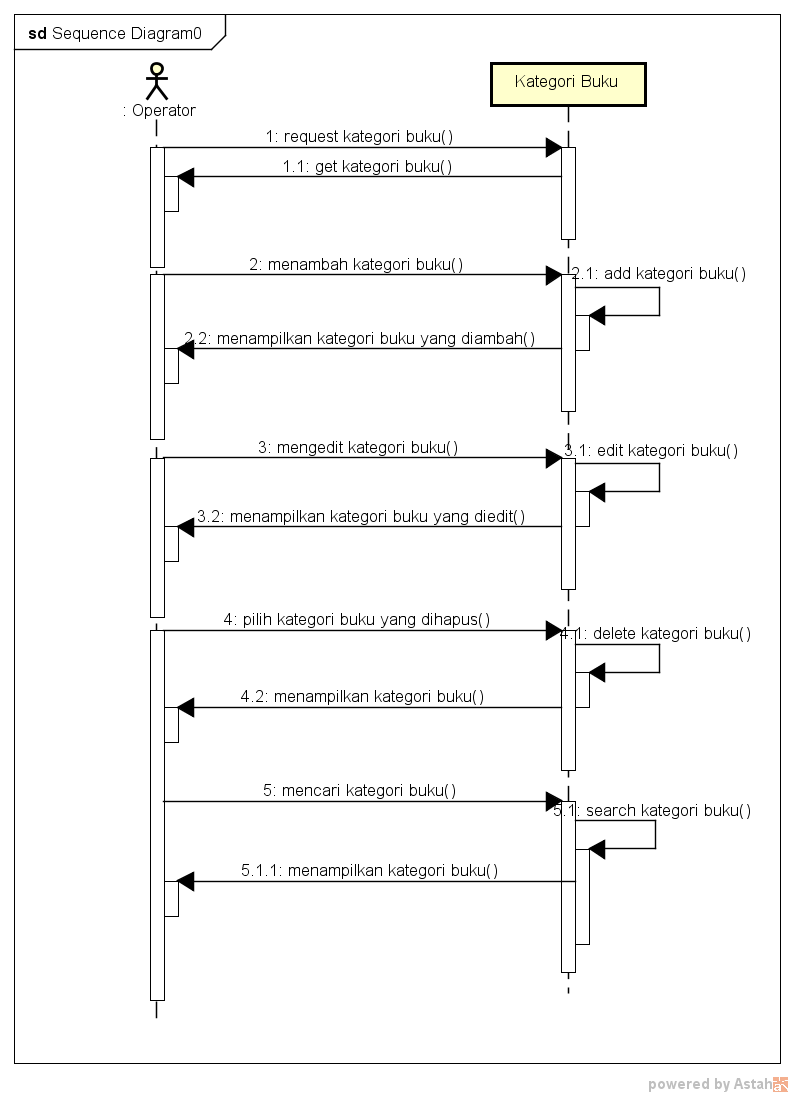 sd Sequence Diagram0
: Operator
Kategori Buku
1: request kategori buku()
1.1: get kategori buku()
2: menambah kategori buku()
2.1: add kategori buku()
2.2: menampilkan kategori buku yang diambah()
3: mengedit kategori buku()
3.1: edit kategori buku()
3.2: menampilkan kategori buku yang diedit()
4: pilih kategori buku yang dihapus()
4.1: delete kategori buku()
4.2: menampilkan kategori buku()
5: mencari kategori buku()
5.1: search kategori buku()
5.1.1: menampilkan kategori buku()
powered by Astah